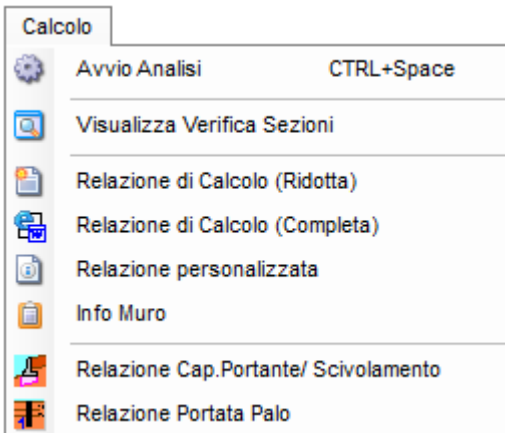 Calcolo
Avvio Analisi CTRL+Space
Visualizza Verifica Sezioni
Relazione di Calcolo (Ridotta)
Relazione di Calcolo (Completa)
Relazione personalizzata
Info Muro
Relazione Cap.Portante/ Scivolamento
Relazione Portata Palo